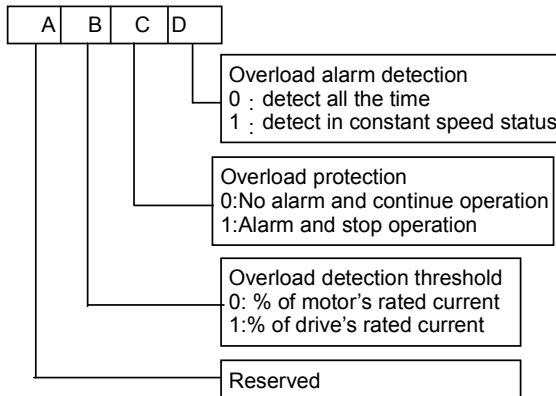 A B C D
Overload alarm detection
0 : detect all the time
1 : detect in constant speed status
Overload protection
0:No alarm and continue operation
1:Alarm and stop operation
Overload detection threshold
0: % of motor's rated current
1:% of drive's rated current
Reserved